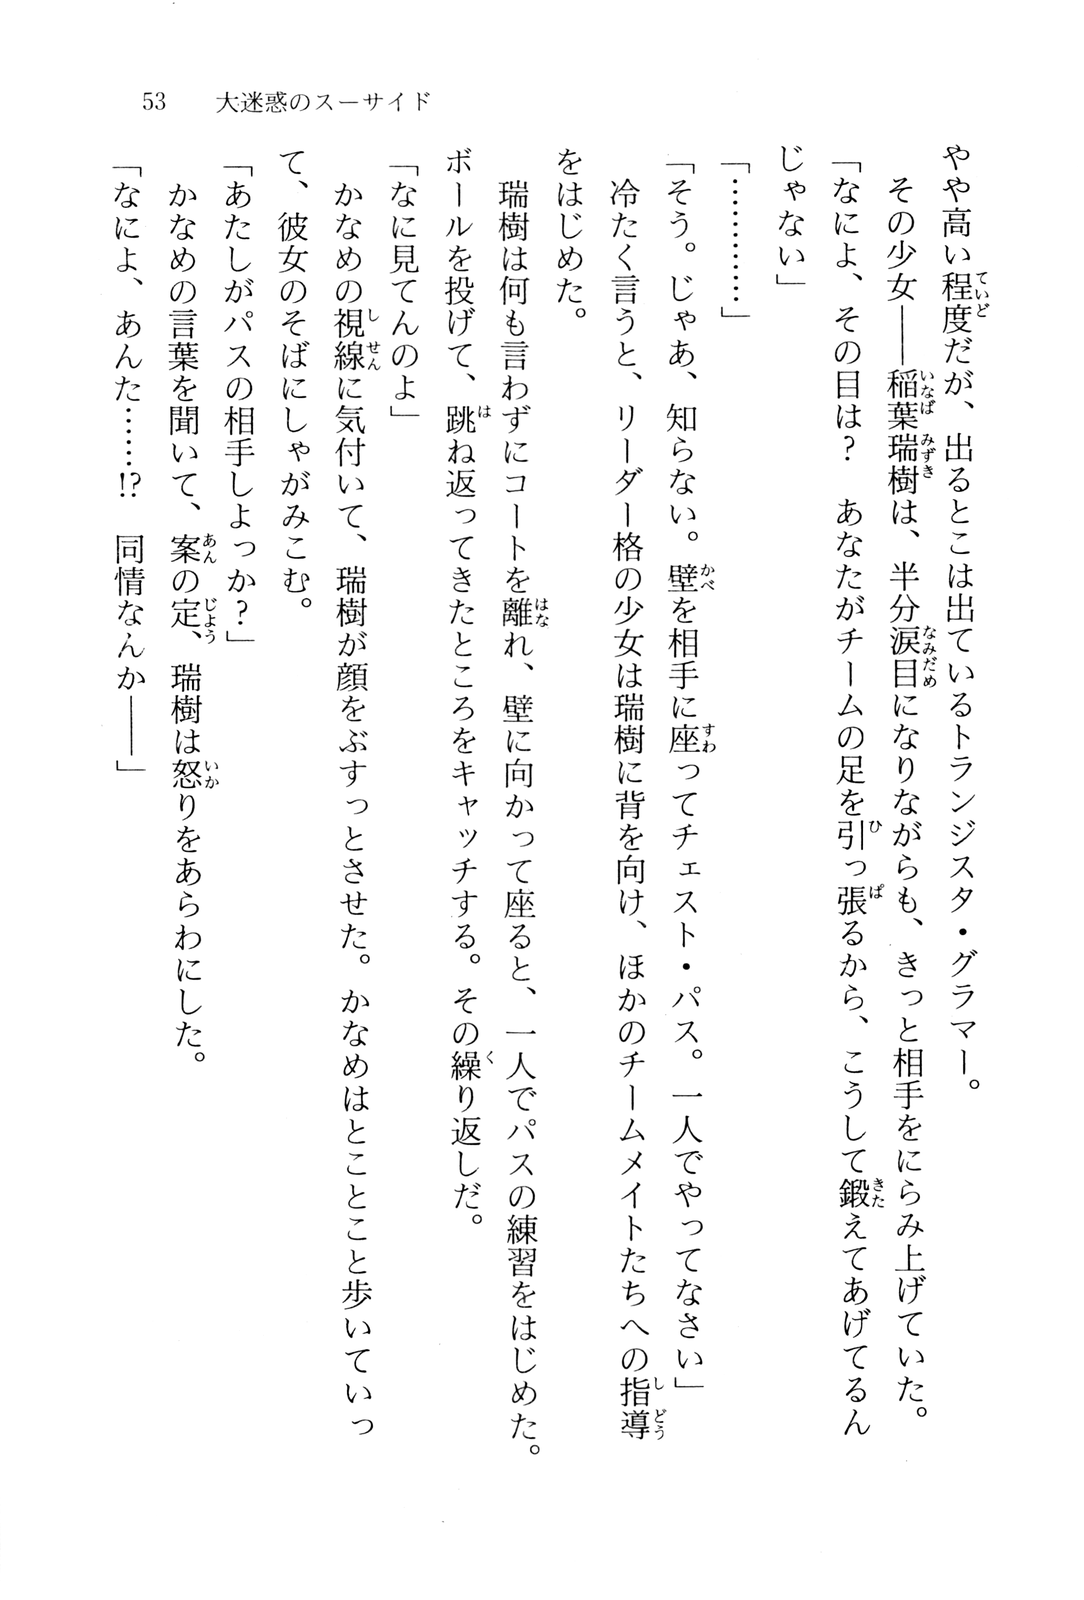 53　大迷惑のスーサイド
やや高い程度だが、出るとこは出ているトランジスタ・グラマー。
その少女――稲葉瑞樹は、半分涙目になりながらも、きっと相手をにらみ上げていた。
「なによ、その目は？　あなたがチームの足を引っ張るから、こうして鍛えてあげてるん
じゃない」
「…………」
「そう。じゃあ、知らない。壁を相手に座ってチェスト・パス。一人でやってなさい」
冷たく言うと、リーダー格の少女は瑞樹に背を向け、ほかのチームメイトたちへの指導
をはじめた。
瑞樹は何も言わずにコートを離れ、壁に向かって座ると、一人でパスの練習をはじめた。
ボールを投げて、跳ね返ってきたところをキャッチする。その繰り返しだ。
「なに見てんのよ」
かなめの視線に気付いて、瑞樹が顔をぶすっとさせた。かなめはとことこと歩いていっ
て、彼女のそばにしゃがみこむ。
「あたしがパスの相手しよっか？」
かなめの言葉を聞いて、案の定、瑞樹は怒りをあらわにした。
「なによ、あんた……!?　同情なんか――」